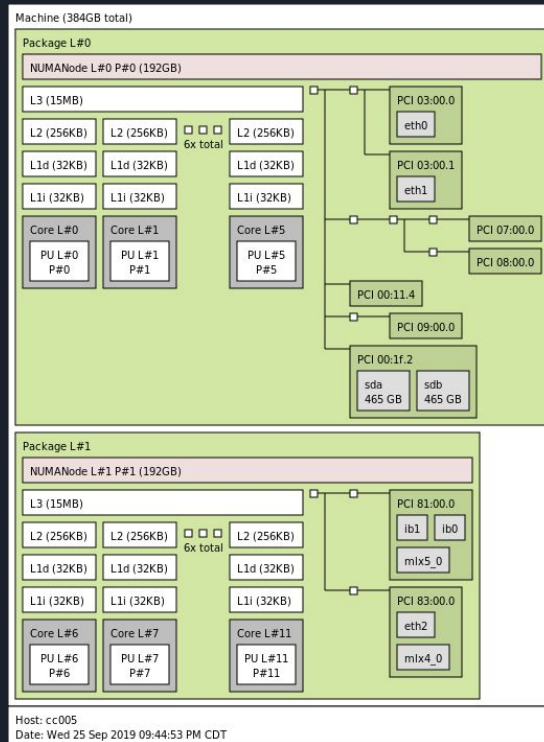 Machine (384GB total)
Package L#0
NUMANode L#0 P#0 (192GB)
L3 (15MB)
L2 (256KB)
L2 (256KB)
6x total
L2 (256KB)
L1d (32KB)
L1d (32KB)
L1d (32KB)
L1i (32KB)
L1i (32KB)
L1i (32KB)
Core L#0
PU L#0
P#0
Core L#1
PU L#1
P#1
Core L#5
PU L#5
P#5
PCI 03:00.0
eth0
PCI 03:00.1
eth1
PCI 07:00.0
PCI 08:00.0
PCI 00:11.4
PCI 09:00.0
PCI 00:1f.2
sda
465 GB
sdb
465 GB
Package L#1
NUMANode L#1 P#1 (192GB)
L3 (15MB)
L2 (256KB)
L2 (256KB)
6x total
L2 (256KB)
L1d (32KB)
L1d (32KB)
L1d (32KB)
L1i (32KB)
L1i (32KB)
L1i (32KB)
Core L#6
PU L#6
P#6
Core L#7
PU L#7
P#7
Core L#11
PU L#11
P#11
PCI 81:00.0
ib1
ib0
mlx5_0
PCI 83:00.0
eth2
mlx4_0
Host: cc005
Date: Wed 25 Sep 2019 09:44:53 PM CDT